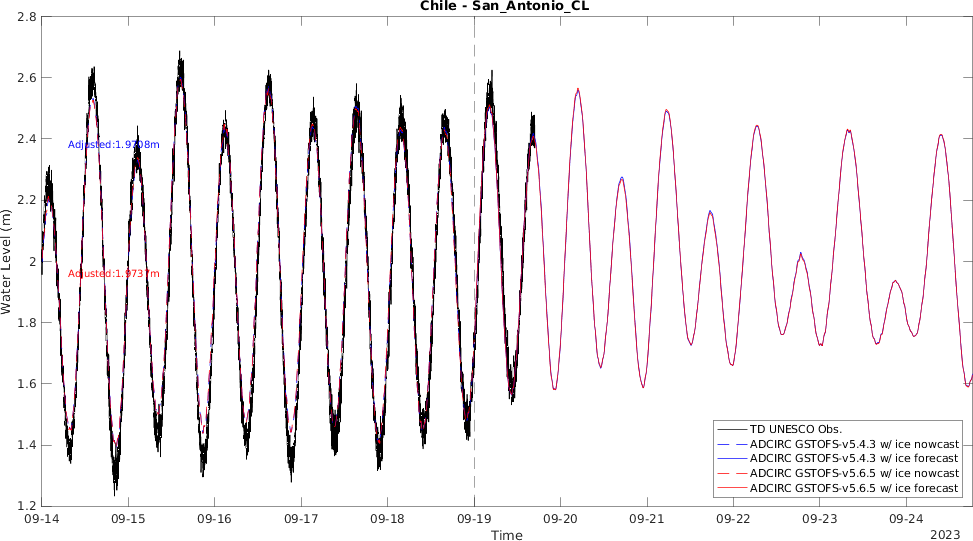 Chile - San_Antonio_CL
2.8
2.6
2.4
2.2
2
1.8
1.6
1.4
1.2
Water Level (m)
Adjusted:1.9708m
Adjusted:1.9737m
TD UNESCO Obs.
ADCIRC GSTOFS-v5.4.3 w/ ice nowcast
ADCIRC GSTOFS-v5.4.3 w/ ice forecast
ADCIRC GSTOFS-v5.6.5 w/ ice nowcast
ADCIRC GSTOFS-v5.6.5 w/ ice forecast
09-14 09-15 09-16 09-17 09-18 09-19 09-20 09-21 09-22 09-23 09-24
Time
2023